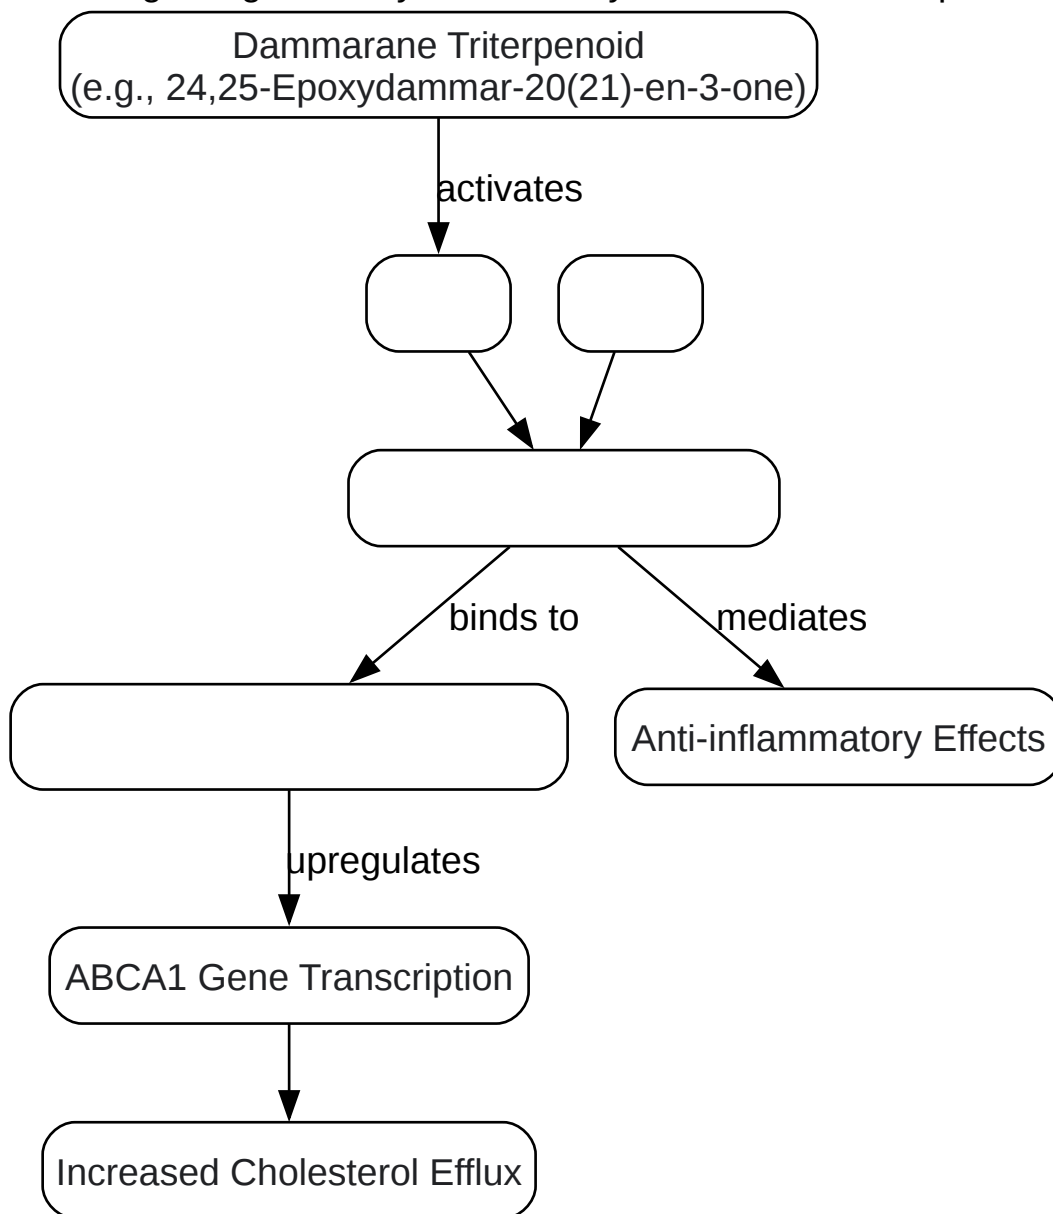 Dammarane Triterpenoid
(e.g., 24,25-Epoxydammar-20(21)-en-3-one)
activates
binds to
mediates
Anti-inflammatory Effects
upregulates
ABCA1 Gene Transcription
Increased Cholesterol Efflux